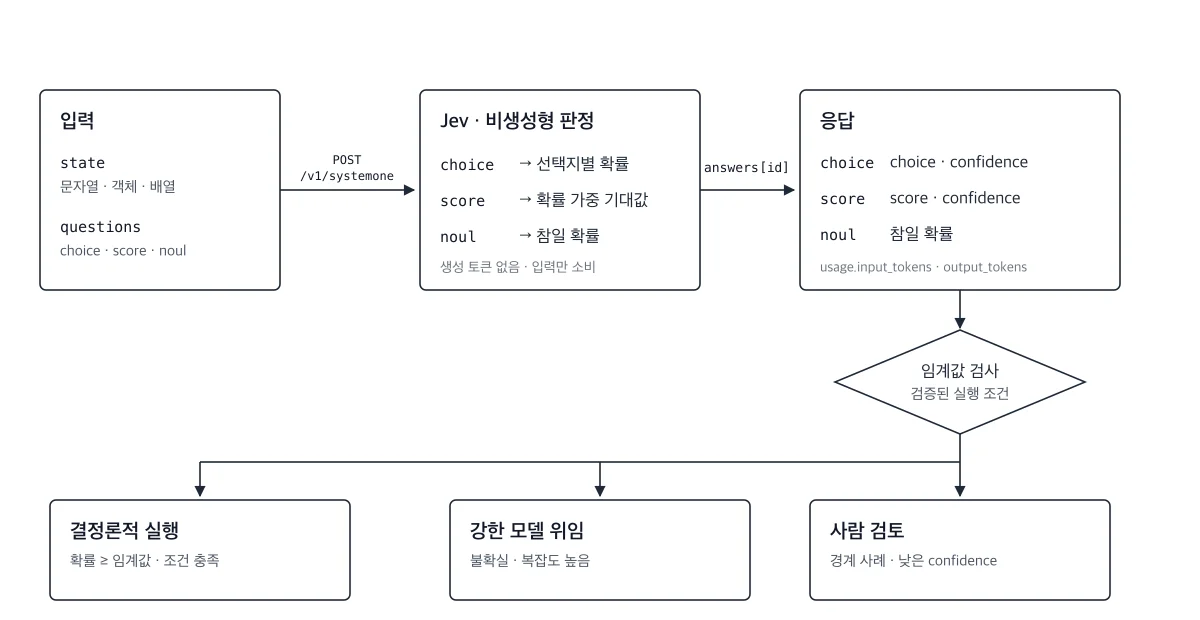 입력
state
문자열 · 객체 · 배열
questions
choice · score · noul
POST
/v1/systemone
Jev · 비생성형 판정
choice → 선택지별 확률
score → 확률 가중 기대값
noul → 참일 확률
생성 토큰 없음 · 입력만 소비
answers[id]
응답
choice choice · confidence
score score · confidence
noul 참일 확률
usage.input_tokens · output_tokens
임계값 검사
검증된 실행 조건
결정론적 실행
확률 ≥ 임계값 · 조건 충족
강한 모델 위임
불확실 · 복잡도 높음
사람 검토
경계 사례 · 낮은 confidence